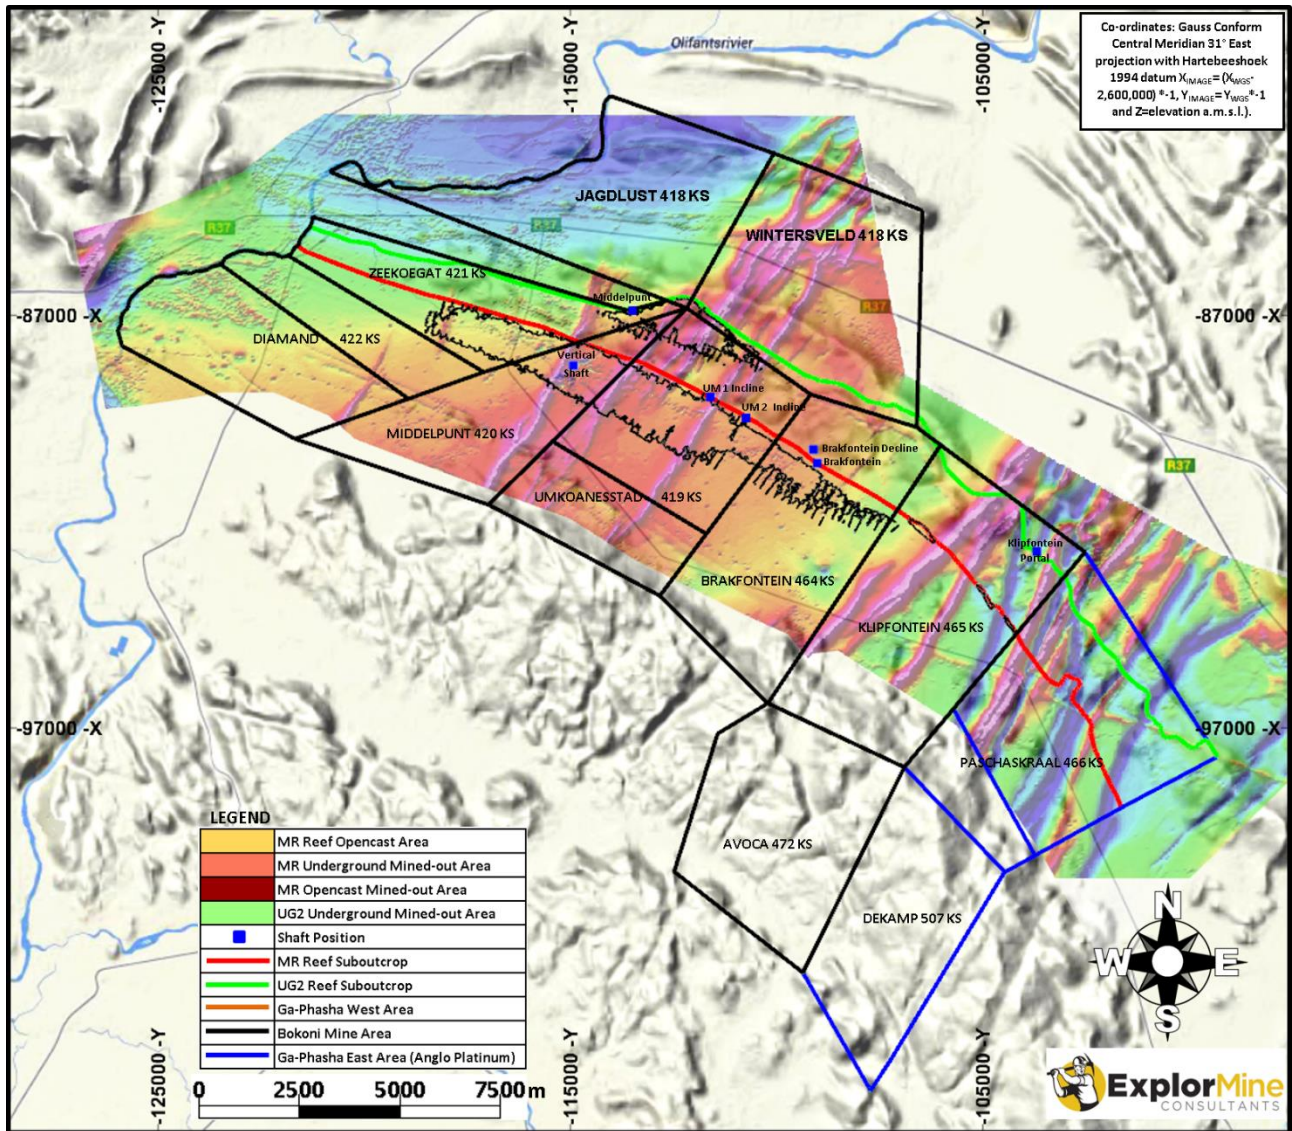 -125000 -Y
-115000 -Y
-105000 -Y
Olifantsrivier
Co-ordinates: Gauss Conform
Central Meridian 31° East
projection with Hartebeeshoek
1994 datum X_IMAGE = (X_WGS-
2,600,000) *-1, Y_IMAGE = Y_WGS*-1
and Z=elevation a.m.s.l.).
JAGDLUST 418 KS
R37
R37
WINTERSVELD 418 KS
ZEEKOEGAT 421 KS
Middelpunt
R37
-87000 -X
-87000 -X
DIAMAND 422 KS
Vertical
Shaft
UM 1 Incline
UM 2 Incline
MIDDELPUNT 420 KS
Brakfontein Decline
Brakfontein
R37
UMKOANESSTAD 419 KS
Klipfontein
Portal
BRAKFONTEIN 464 KS
KLIPFONTEIN 465 KS
-97000 -X
-97000 -X
PASCHASKRAAL 466 KS
AVOCA 472 KS
DEKAMP 507 KS
LEGEND
MR Reef Opencast Area
MR Underground Mined-out Area
MR Opencast Mined-out Area
UG2 Underground Mined-out Area
Shaft Position
MR Reef Suboutcrop
UG2 Reef Suboutcrop
Ga-Phasha West Area
Bokoni Mine Area
Ga-Phasha East Area (Anglo Platinum)
0 2500 5000 7500 m
N
W E
S
-125000 -Y
-115000 -Y
-105000 -Y
ExplorMine
CONSULTANTS